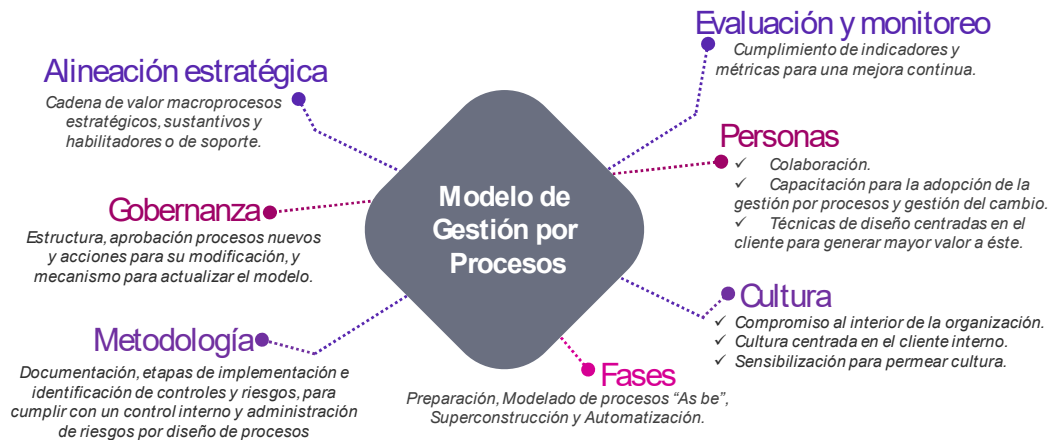 Modelo de
Gestión por
Procesos
Alineación estratégica
Cadena de valor macroprocesos
estratégicos, sustantivos y
habilitadores o de soporte.
Gobernanza
Estructura, aprobación procesos nuevos
y acciones para su modificación, y
mecanismo para actualizar el modelo.
Metodología
Documentación, etapas de implementación e
identificación de controles y riesgos, para
cumplir con un control interno y administración
de riesgos por diseño de procesos
Evaluación y monitoreo
Cumplimiento de indicadores y
métricas para una mejora continua.
Personas
✓ Colaboración.
✓ Capacitación para la adopción de la
gestión por procesos y gestión del cambio.
✓ Técnicas de diseño centradas en el
cliente para generar mayor valor a éste.
Cultura
✓ Compromiso al interior de la organización.
✓ Cultura centrada en el cliente interno.
✓ Sensibilización para permear cultura.
Fases
Preparación, Modelado de procesos “As be”,
Superconstrucción y Automatización.